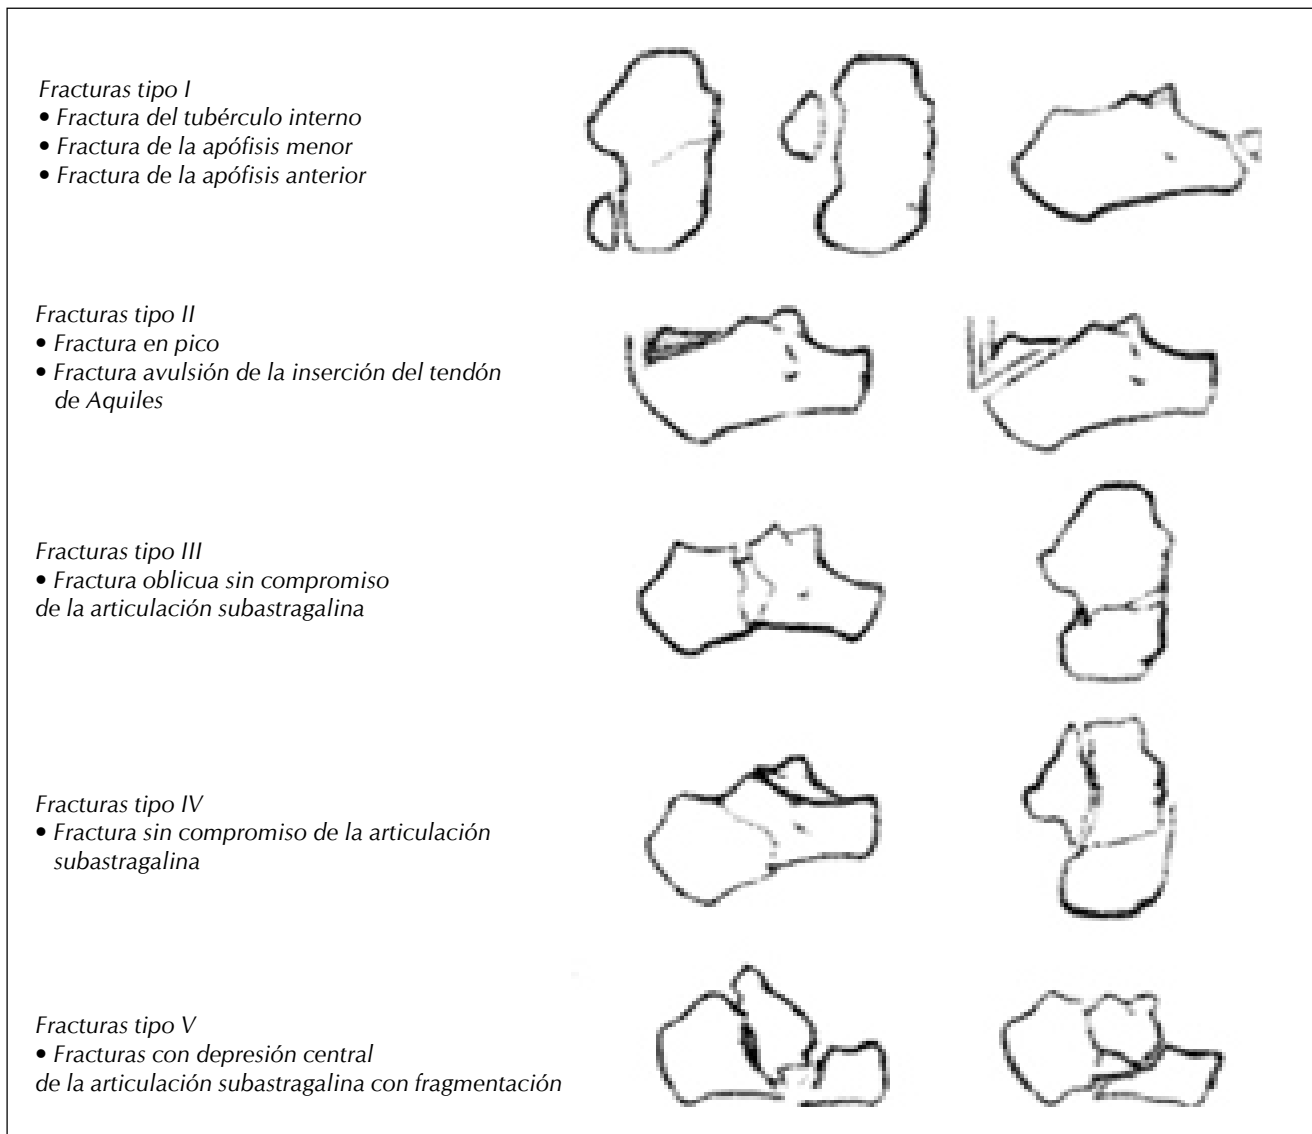 Fracturas tipo I
• Fractura del tubérculo interno
• Fractura de la apófisis menor
• Fractura de la apófisis anterior
Fracturas tipo II
• Fractura en pico
• Fractura avulsión de la inserción del tendón
de Aquiles
Fracturas tipo III
• Fractura oblicua sin compromiso
de la articulación subastragalina
Fracturas tipo IV
• Fractura sin compromiso de la articulación
subastragalina
Fracturas tipo V
• Fracturas con depresión central
de la articulación subastragalina con fragmentación